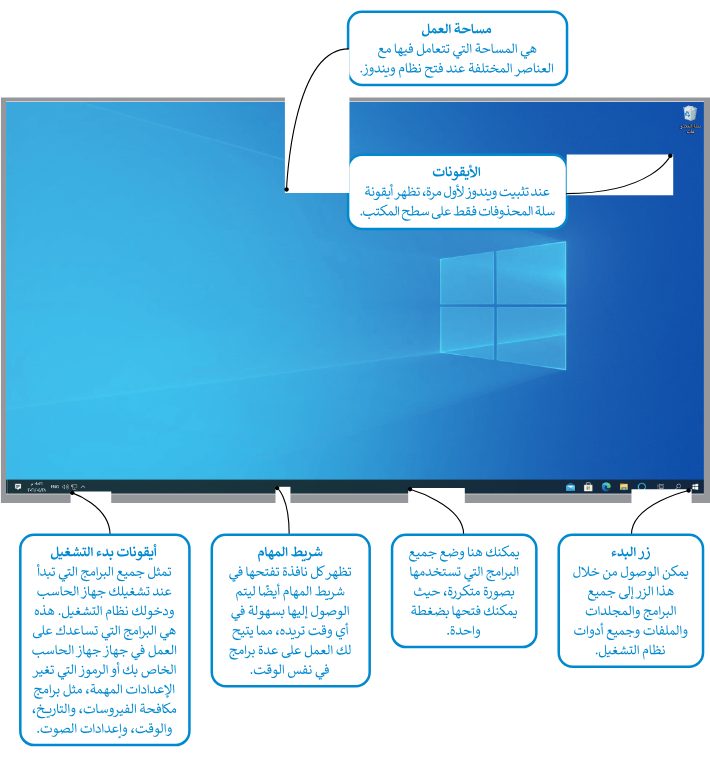 مساحة العمل
هي المساحة التي تتعامل فيها مع
العناصر المختلفة عند فتح نظام ويندوز.
الأيقونات
عند تثبيت ويندوز لأول مرة، تظهر أيقونة
سلة المحذوفات فقط على سطح المكتب.
ENG
زر البدء
يمكن الوصول من خلال
هذا الزر إلى جميع
البرامج والمجلدات
والملفات وجميع أدوات
نظام التشغيل.
يمكنك هنا وضع جميع
البرامج التي تستخدمها
بصورة متكررة، حيث
يمكنك فتحها بضغطة
واحدة.
شريط المهام
تظهر كل نافذة تفتحها في
شريط المهام أيضًا ليتم
الوصول إليها بسهولة في
أي وقت تريده، مما يتيح
لك العمل على عدة برامج
في نفس الوقت.
أيقونات بدء التشغيل
تمثل جميع البرامج التي تبدأ
عند تشغيلك جهاز الحاسب
ودخولك نظام التشغيل. هذه
هي البرامج التي تساعدك على
العمل في جهاز جهاز الحاسب
الخاص بك أو الرموز التي تغير
الإعدادات المهمة، مثل برامج
مكافحة الفيروسات، والتاريخ،
والوقت، وإعدادات الصوت.